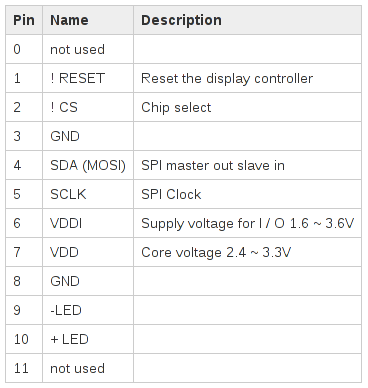 Pin Name Description
0 not used
1 ! RESET Reset the display controller
2 ! CS Chip select
3 GND
4 SDA (MOSI) SPI master out slave in
5 SCLK SPI Clock
6 VDDI Supply voltage for I / O 1.6 ~ 3.6V
7 VDD Core voltage 2.4 ~ 3.3V
8 GND
9 -LED
10 + LED
11 not used